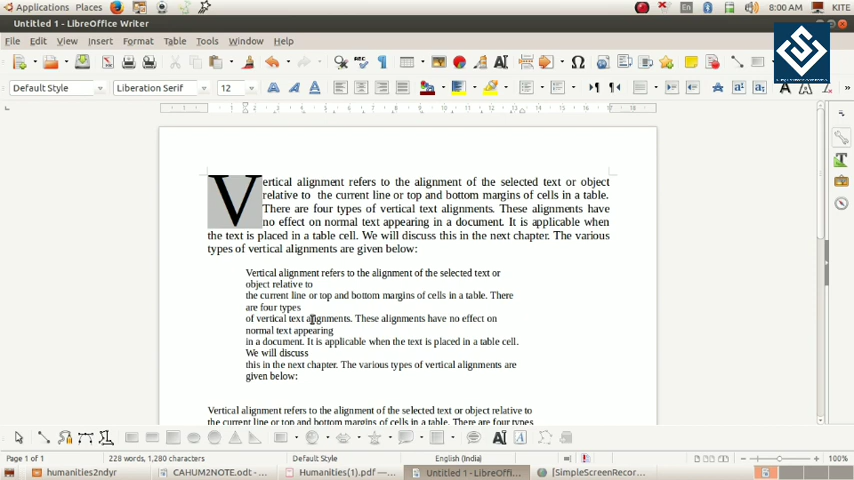 Applications Places
En
8:00 AM
KITE
Untitled 1 - LibreOffice Writer
File Edit View Insert Format Table Styles Tools Window Help
Default Style
Liberation Serif
12
Vertical alignment refers to the alignment of the selected text or object
relative to the current line or top and bottom margins of cells in a table.
There are four types of vertical text alignments. These alignments have
no effect on normal text appearing in a document. It is applicable when
the text is placed in a table cell. We will discuss this in the next chapter. The various
types of vertical alignments are given below:
Vertical alignment refers to the alignment of the selected text or
object relative to
the current line or top and bottom margins of cells in a table. There
are four types
of vertical text alignments. These alignments have no effect on
normal text appearing
in a document. It is applicable when the text is placed in a table cell.
We will discuss
this in the next chapter. The various types of vertical alignments are
given below:
Vertical alignment refers to the alignment of the selected text or object relative to
the current line or top and bottom margins of cells in a table. There are four types
Page 1 of 1
228 words, 1,280 characters
Default Style
English (India)
100%
humanities2ndyr
CAHUM2NOTE.odt - ...
Humanities(1).pdf —...
Untitled 1 - LibreOffi...
[SimpleScreenRecor...